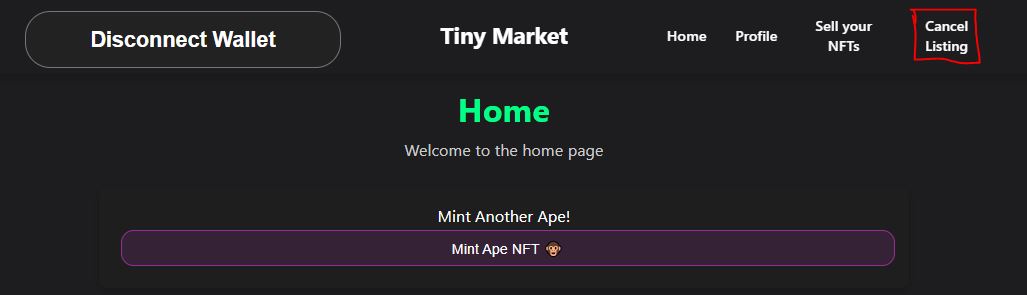 Disconnect Wallet
Tiny Market
Home
Profile
Sell your
NFTs
Cancel
Listing
Home
Welcome to the home page
Mint Another Ape!
Mint Ape NFT 🐵